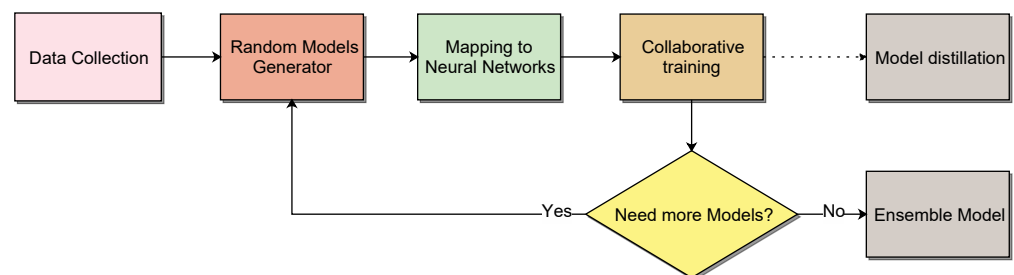 Data Collection
Random Models
Generator
Mapping to
Neural Networks
Collaborative
training
Model distillation
Yes
Need more Models?
No
Ensemble Model